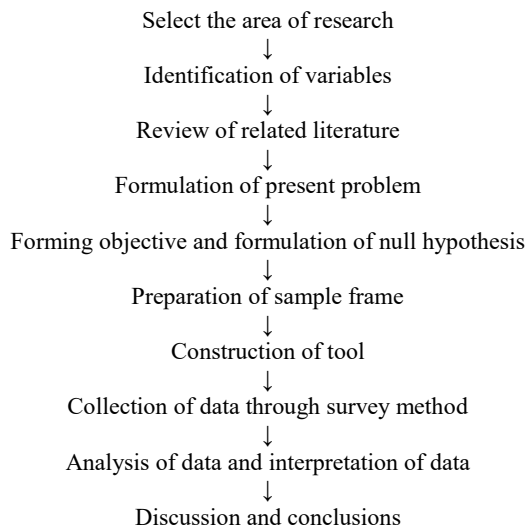 Select the area of research
↓
Identification of variables
↓
Review of related literature
↓
Formulation of present problem
↓
Forming objective and formulation of null hypothesis
↓
Preparation of sample frame
↓
Construction of tool
↓
Collection of data through survey method
↓
Analysis of data and interpretation of data
↓
Discussion and conclusions